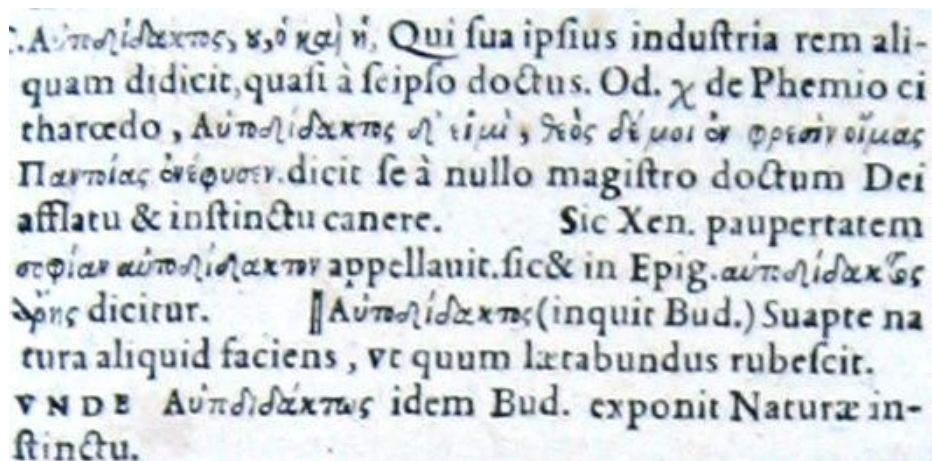 Αὐτοδίδακτος, ου, ὁ καὶ ἡ, Qui ſua ipſius induſtria rem ali-
quam didicit, quaſi à ſeipſo doctus. Od. χ de Phemio ci
tharœdo, Αὐτοδίδακτος δ' εἰμὶ, θεὸς δέ μοι ἐν φρεσὶν οἴμας
Παντοίας ἐνέφυσεν. dicit ſe à nullo magiſtro doctum Dei
afflatu & inſtinctu canere. Sic Xen. paupertatem
σοφίαν αὐτοδίδακτον appellauit. ſic & in Epig. αὐτοδίδακτος
dicitur. ‖ Αὐτοδίδακτος (inquit Bud.) Suapte na
tura aliquid faciens, vt quum lætabundus rubeſcit.
VNDE Αὐτοδιδάκτως idem Bud. exponit Naturæ in-
ſtinctu.